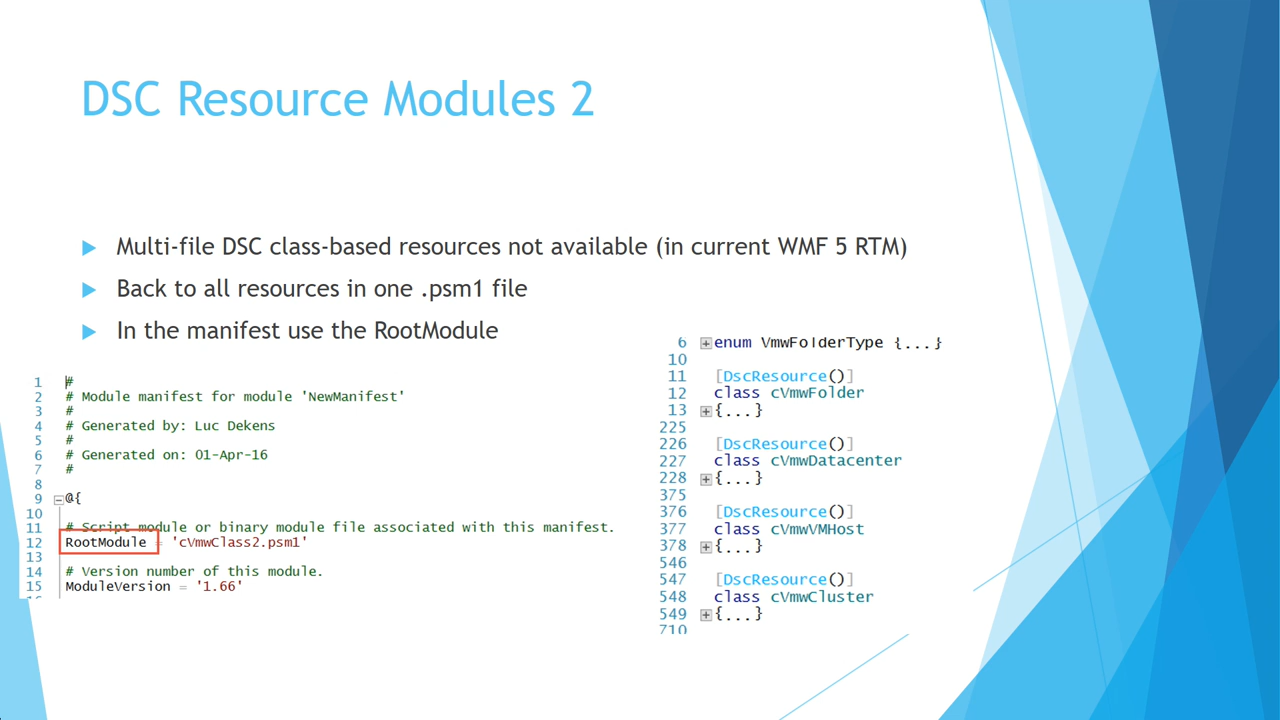 DSC Resource Modules 2
Multi-file DSC class-based resources not available (in current WMF 5 RTM)
Back to all resources in one .psm1 file
In the manifest use the RootModule
1 #
2 # Module manifest for module 'NewManifest'
3 #
4 # Generated by: Luc Dekens
5 #
6 # Generated on: 01-Apr-16
7 #
8
9 @{
10
11 # Script module or binary module file associated with this manifest.
12 RootModule = 'cVmwClass2.psm1'
13
14 # Version number of this module.
15 ModuleVersion = '1.66'
6 enum VmwFolderType {...}
10
11 [DscResource()]
12 class cVmwFolder
13 {...}
225
226 [DscResource()]
227 class cVmwDatacenter
228 {...}
375
376 [DscResource()]
377 class cVmwVMHost
378 {...}
546
547 [DscResource()]
548 class cVmwCluster
549 {...}
710